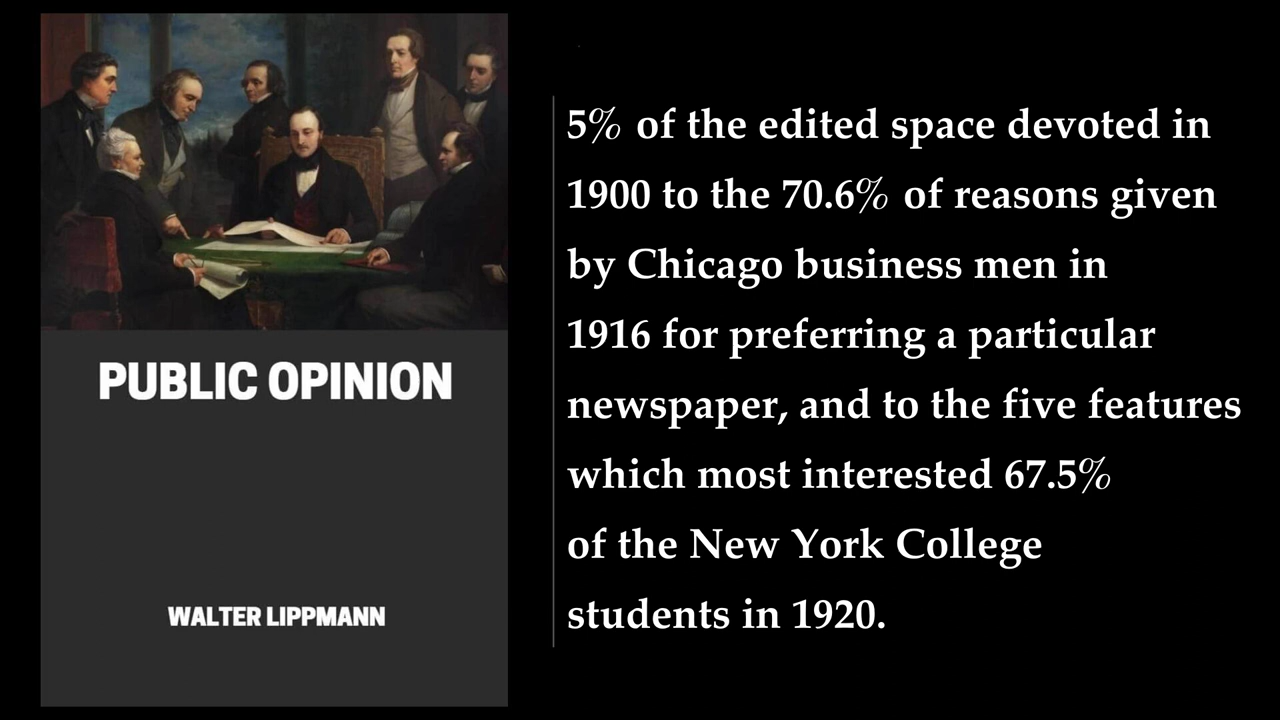 PUBLIC OPINION
WALTER LIPPMANN
5% of the edited space devoted in
1900 to the 70.6% of reasons given
by Chicago business men in
1916 for preferring a particular
newspaper, and to the five features
which most interested 67.5%
of the New York College
students in 1920.